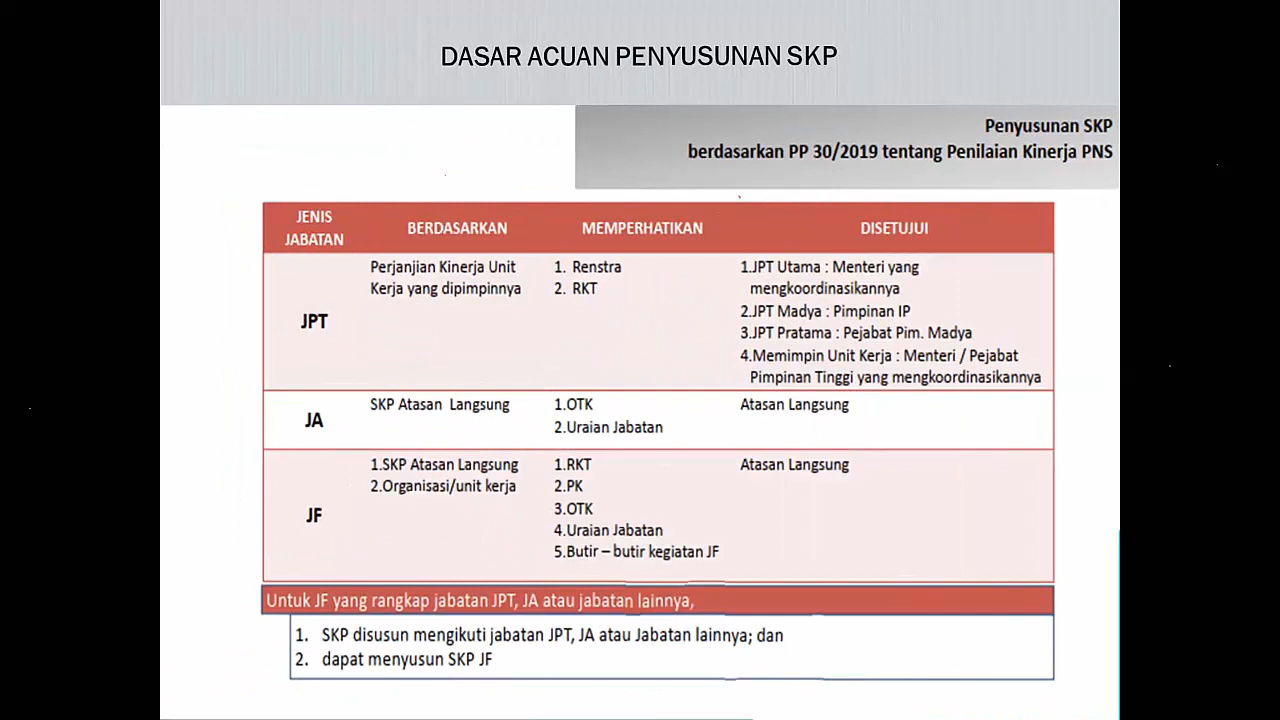 DASAR ACUAN PENYUSUNAN SKP
Penyusunan SKP
berdasarkan PP 30/2019 tentang Penilaian Kinerja PNS
JENIS
JABATAN
BERDASARKAN
MEMPERHATIKAN
DISETUJUI
JPT
Perjanjian Kinerja Unit
Kerja yang dipimpinnya
1. Renstra
2. RKT
1.JPT Utama : Menteri yang
mengkoordinasikannya
2.JPT Madya : Pimpinan IP
3.JPT Pratama : Pejabat Pim. Madya
4.Memimpin Unit Kerja : Menteri / Pejabat
Pimpinan Tinggi yang mengkoordinasikannya
JA
SKP Atasan Langsung
1.OTK
2.Uraian Jabatan
Atasan Langsung
JF
1.SKP Atasan Langsung
2.Organisasi/unit kerja
1.RKT
2.PK
3.OTK
4.Uraian Jabatan
5.Butir – butir kegiatan JF
Atasan Langsung
Untuk JF yang rangkap jabatan JPT, JA atau jabatan lainnya,
1. SKP disusun mengikuti jabatan JPT, JA atau Jabatan lainnya; dan
2. dapat menyusun SKP JF